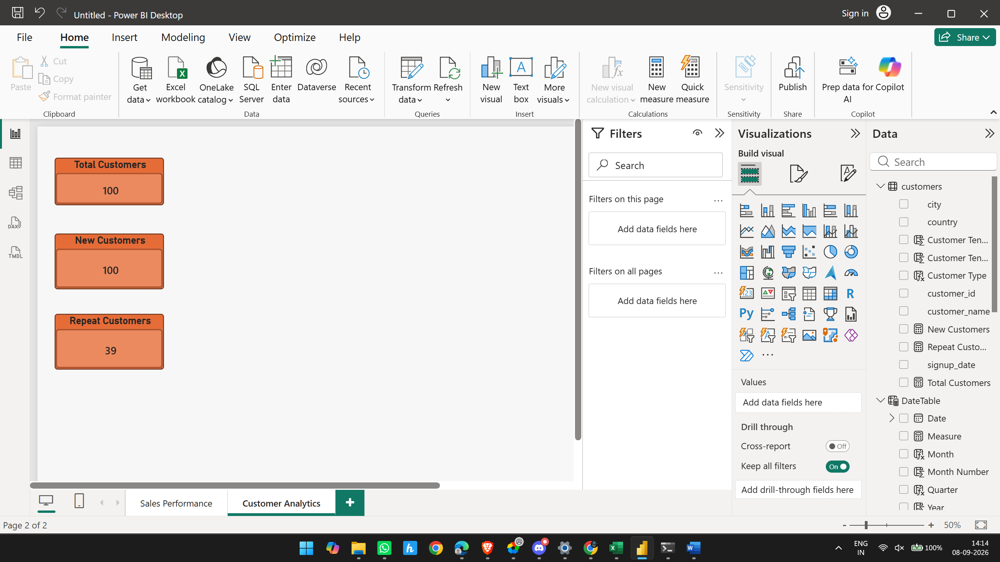 Untitled - Power BI Desktop
Sign in
File Home Insert Modeling View Optimize Help
Share
Paste
Cut
Copy
Format painter
Clipboard
Get data
Excel workbook
OneLake catalog
SQL Server
Enter data
Dataverse
Recent sources
Data
Transform data
Refresh
Queries
New visual
Text box
More visuals
Insert
New visual calculation
New measure
Quick measure
Calculations
Sensitivity
Sensitivity
Publish
Share
Prep data for AI
Copilot
Copilot
DAX
TMDL
Total Customers
100
New Customers
100
Repeat Customers
39
Filters
Search
Filters on this page
...
Add data fields here
Filters on all pages
...
Add data fields here
Visualizations
Build visual
123
R
Py
...
Values
Add data fields here
Drill through
Cross-report
Off
Keep all filters
On
Add drill-through fields here
Data
Search
customers
city
country
Customer Ten...
Customer Ten...
Customer Type
customer_id
customer_name
New Customers
Repeat Custo...
signup_date
Total Customers
DateTable
Date
Measure
Month
Month Number
Quarter
Year
Sales Performance
Customer Analytics
+
Page 2 of 2
- + 50%
ENG
IN
100%
14:14
08-09-2026